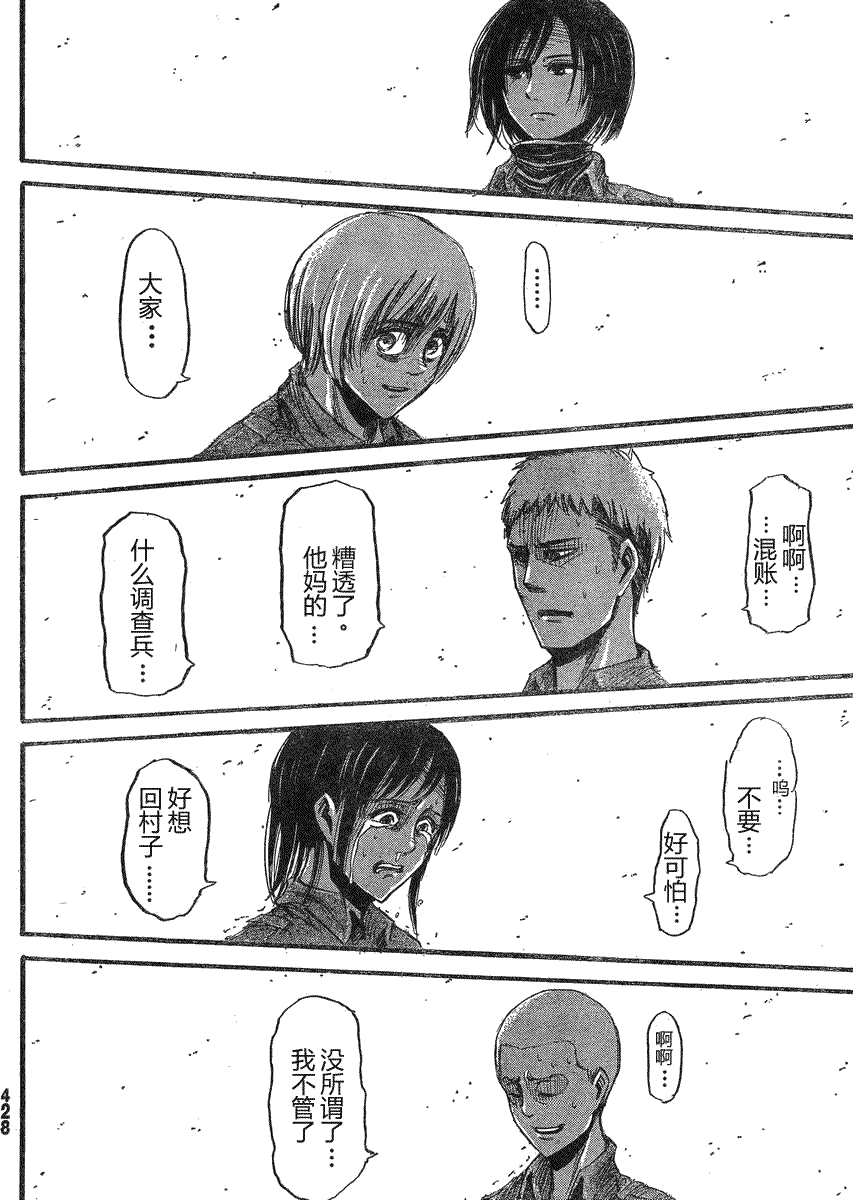 ……
大家…
啊啊…
…混账…
糟透了。
他妈的…
什么调查兵…
…呜…
不要…
好可怕…
好想
回村子……
啊啊…
没所谓了…
我不管了
428